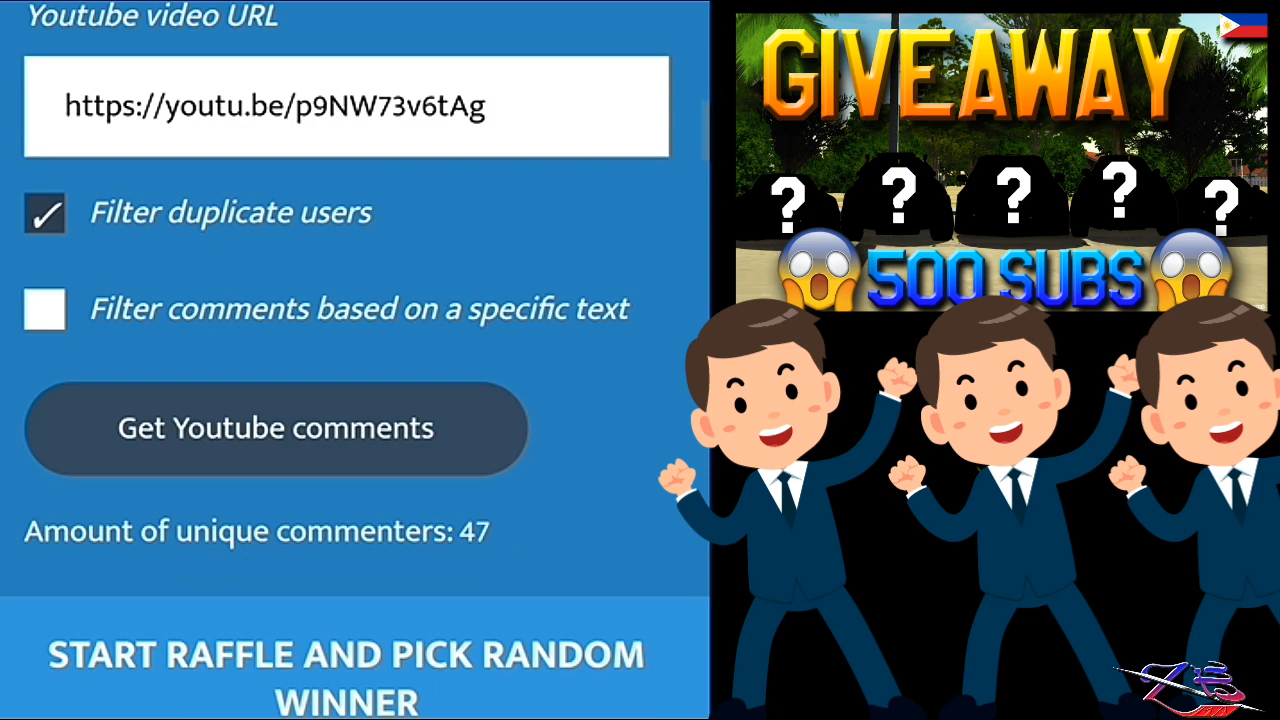 Youtube video URL
https://youtu.be/p9NW73v6tAg
Filter duplicate users
Filter comments based on a specific text
Get Youtube comments
Amount of unique commenters: 47
START RAFFLE AND PICK RANDOM
WINNER
GIVEAWAY
? ? ? ? ?
500 SUBS